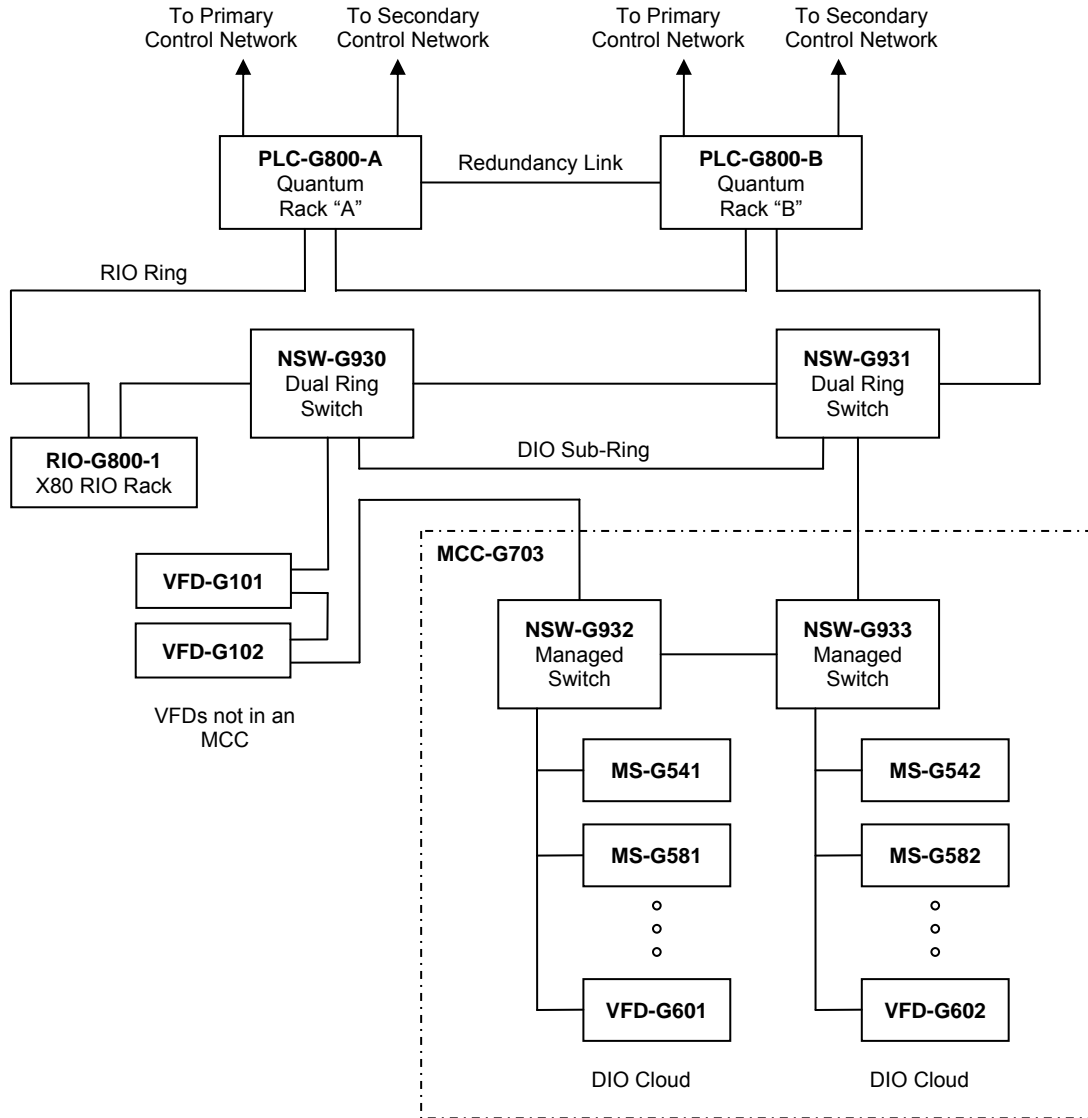 To Primary
Control Network
To Secondary
Control Network
To Primary
Control Network
To Secondary
Control Network
PLC-G800-A
Quantum
Rack “A”
Redundancy Link
PLC-G800-B
Quantum
Rack “B”
RIO Ring
NSW-G930
Dual Ring
Switch
NSW-G931
Dual Ring
Switch
DIO Sub-Ring
RIO-G800-1
X80 RIO Rack
MCC-G703
VFD-G101
VFD-G102
VFDs not in an
MCC
NSW-G932
Managed
Switch
NSW-G933
Managed
Switch
MS-G541
MS-G542
MS-G581
MS-G582
VFD-G601
VFD-G602
DIO Cloud
DIO Cloud